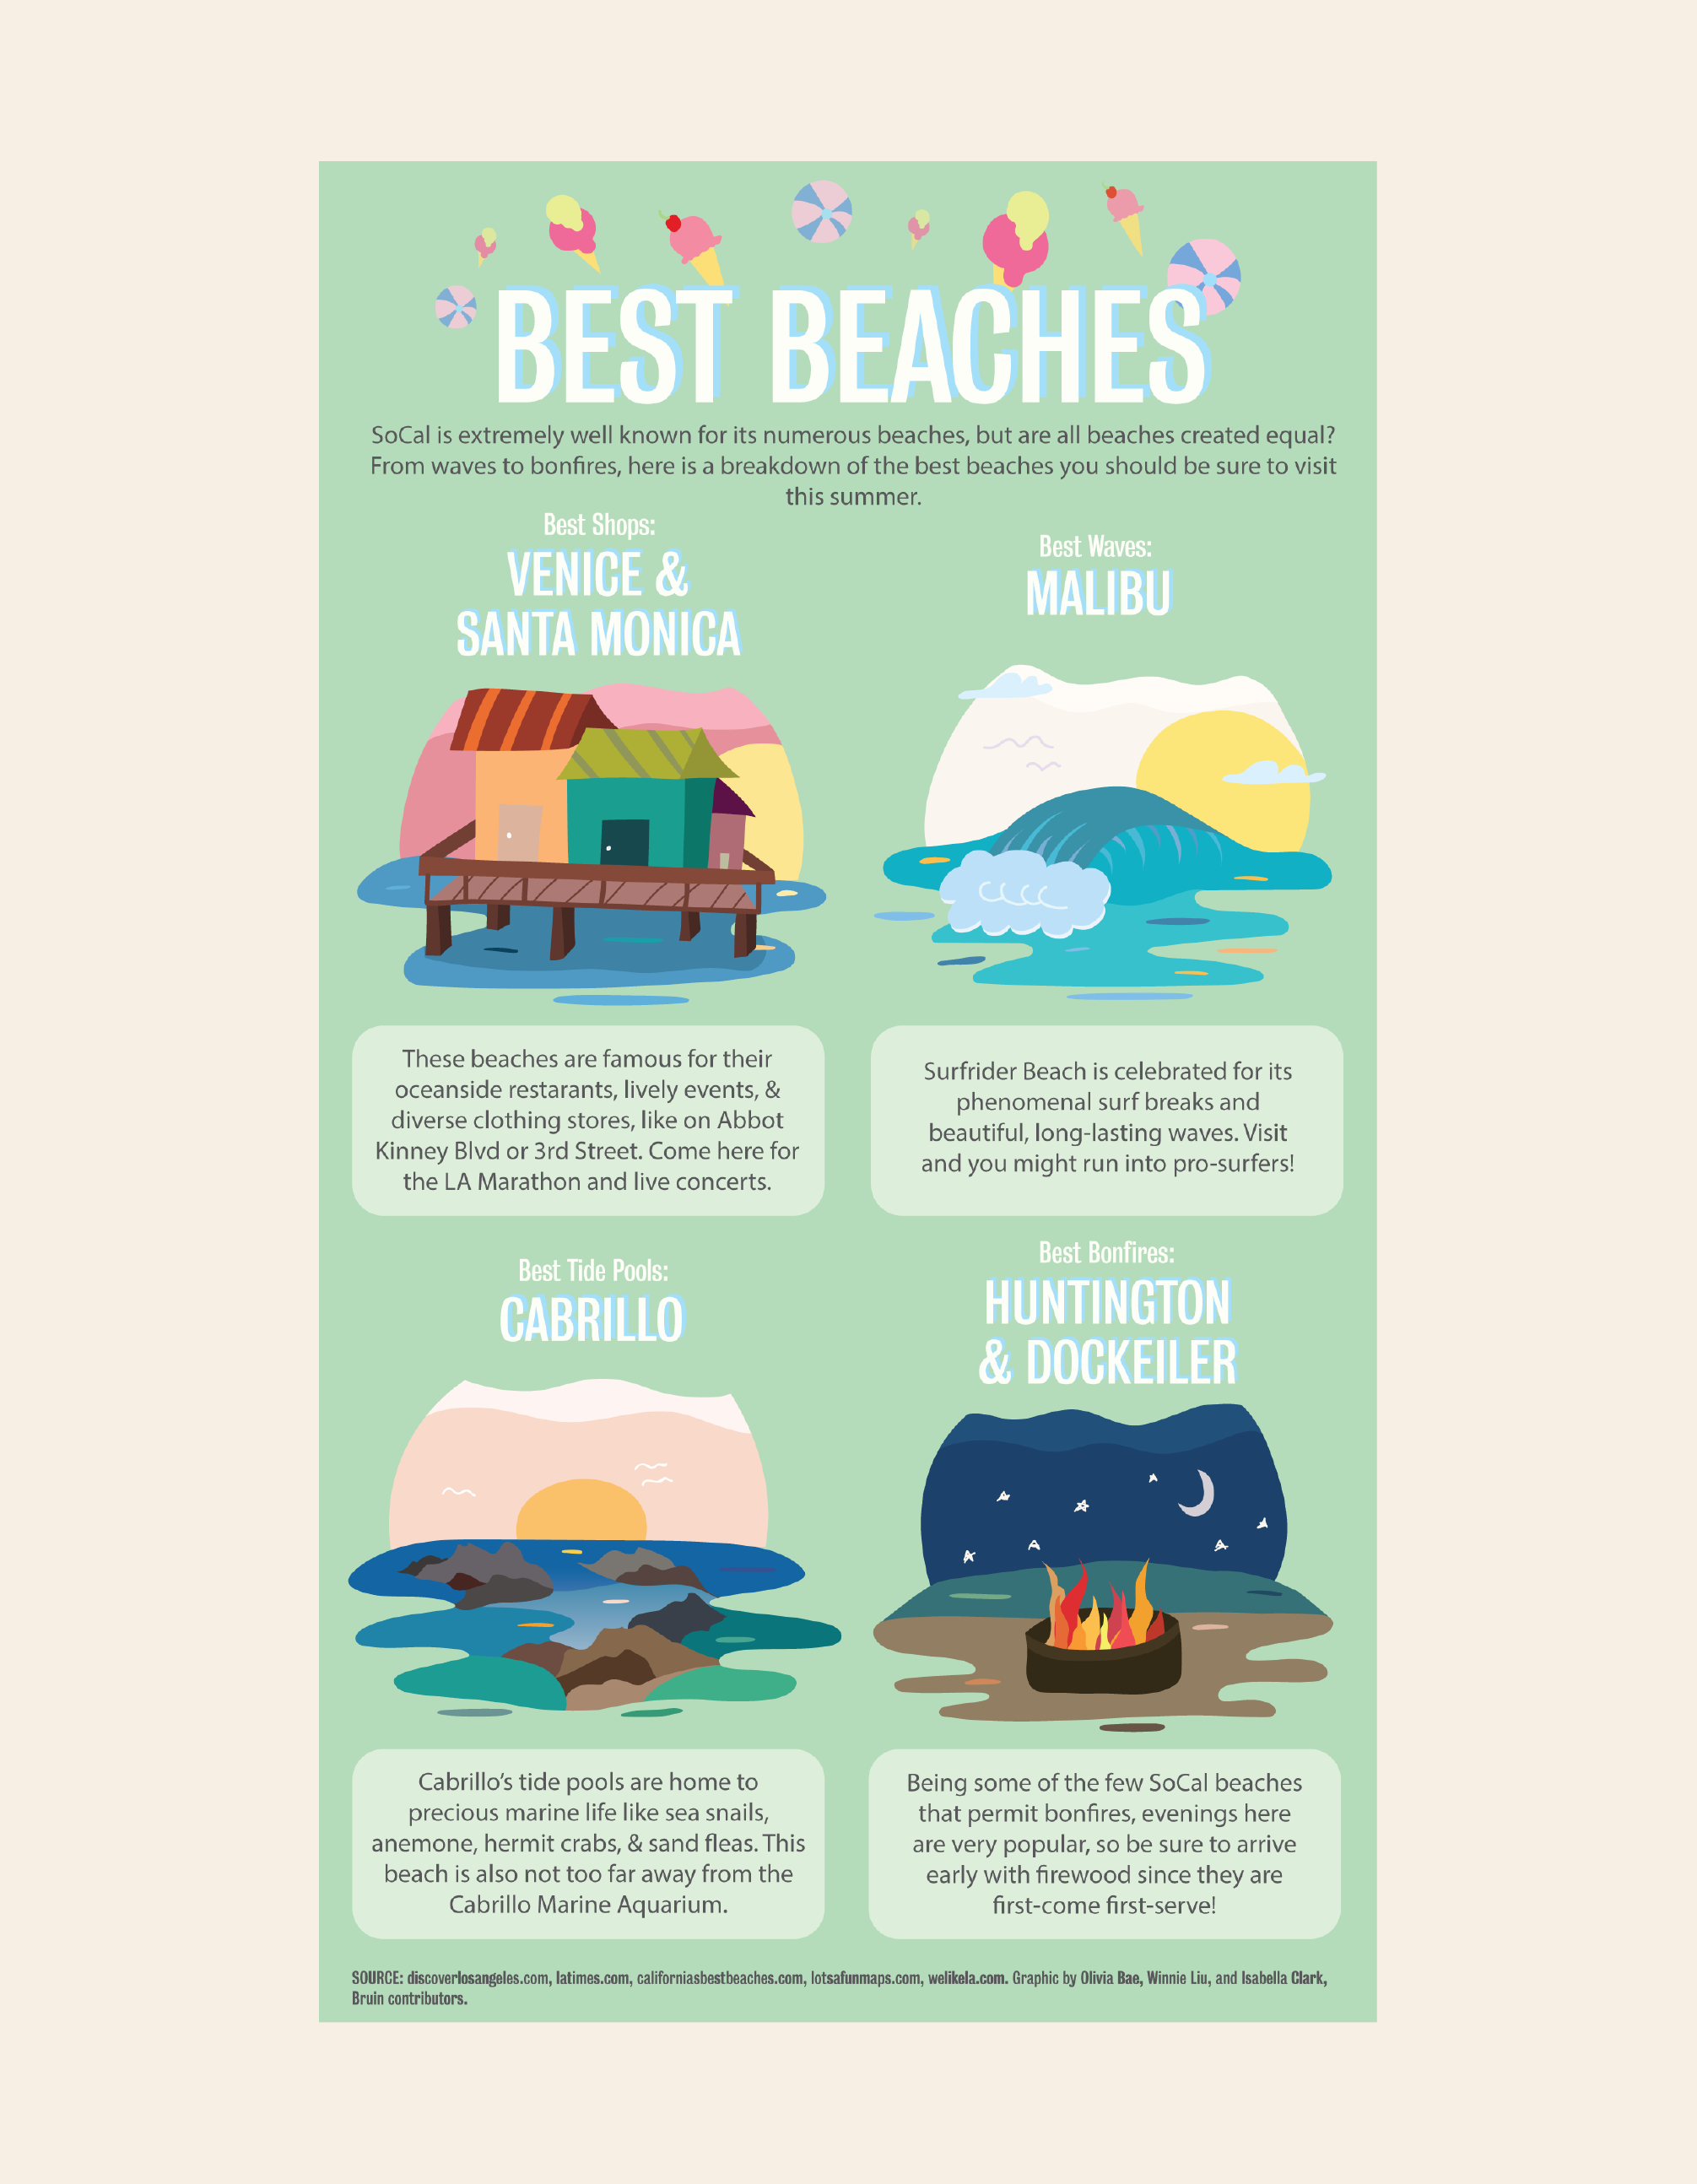 BEST BEACHES
SoCal is extremely well known for its numerous beaches, but are all beaches created equal?
From waves to bonfires, here is a breakdown of the best beaches you should be sure to visit
this summer.
Best Shops:
VENICE &
SANTA MONICA
These beaches are famous for their
oceanside restarants, lively events, &
diverse clothing stores, like on Abbot
Kinney Blvd or 3rd Street. Come here for
the LA Marathon and live concerts.
Best Waves:
MALIBU
Surfrider Beach is celebrated for its
phenomenal surf breaks and
beautiful, long-lasting waves. Visit
and you might run into pro-surfers!
Best Tide Pools:
CABRILLO
Cabrillo’s tide pools are home to
precious marine life like sea snails,
anemone, hermit crabs, & sand fleas. This
beach is also not too far away from the
Cabrillo Marine Aquarium.
Best Bonfires:
HUNTINGTON
& DOCKEILER
Being some of the few SoCal beaches
that permit bonfires, evenings here
are very popular, so be sure to arrive
early with firewood since they are
first-come first-serve!
SOURCE: discoverlosangeles.com, latimes.com, californiasbestbeaches.com, lotsafunmaps.com, welikela.com. Graphic by Olivia Bae, Winnie Liu, and Isabella Clark,
Bruin contributors.